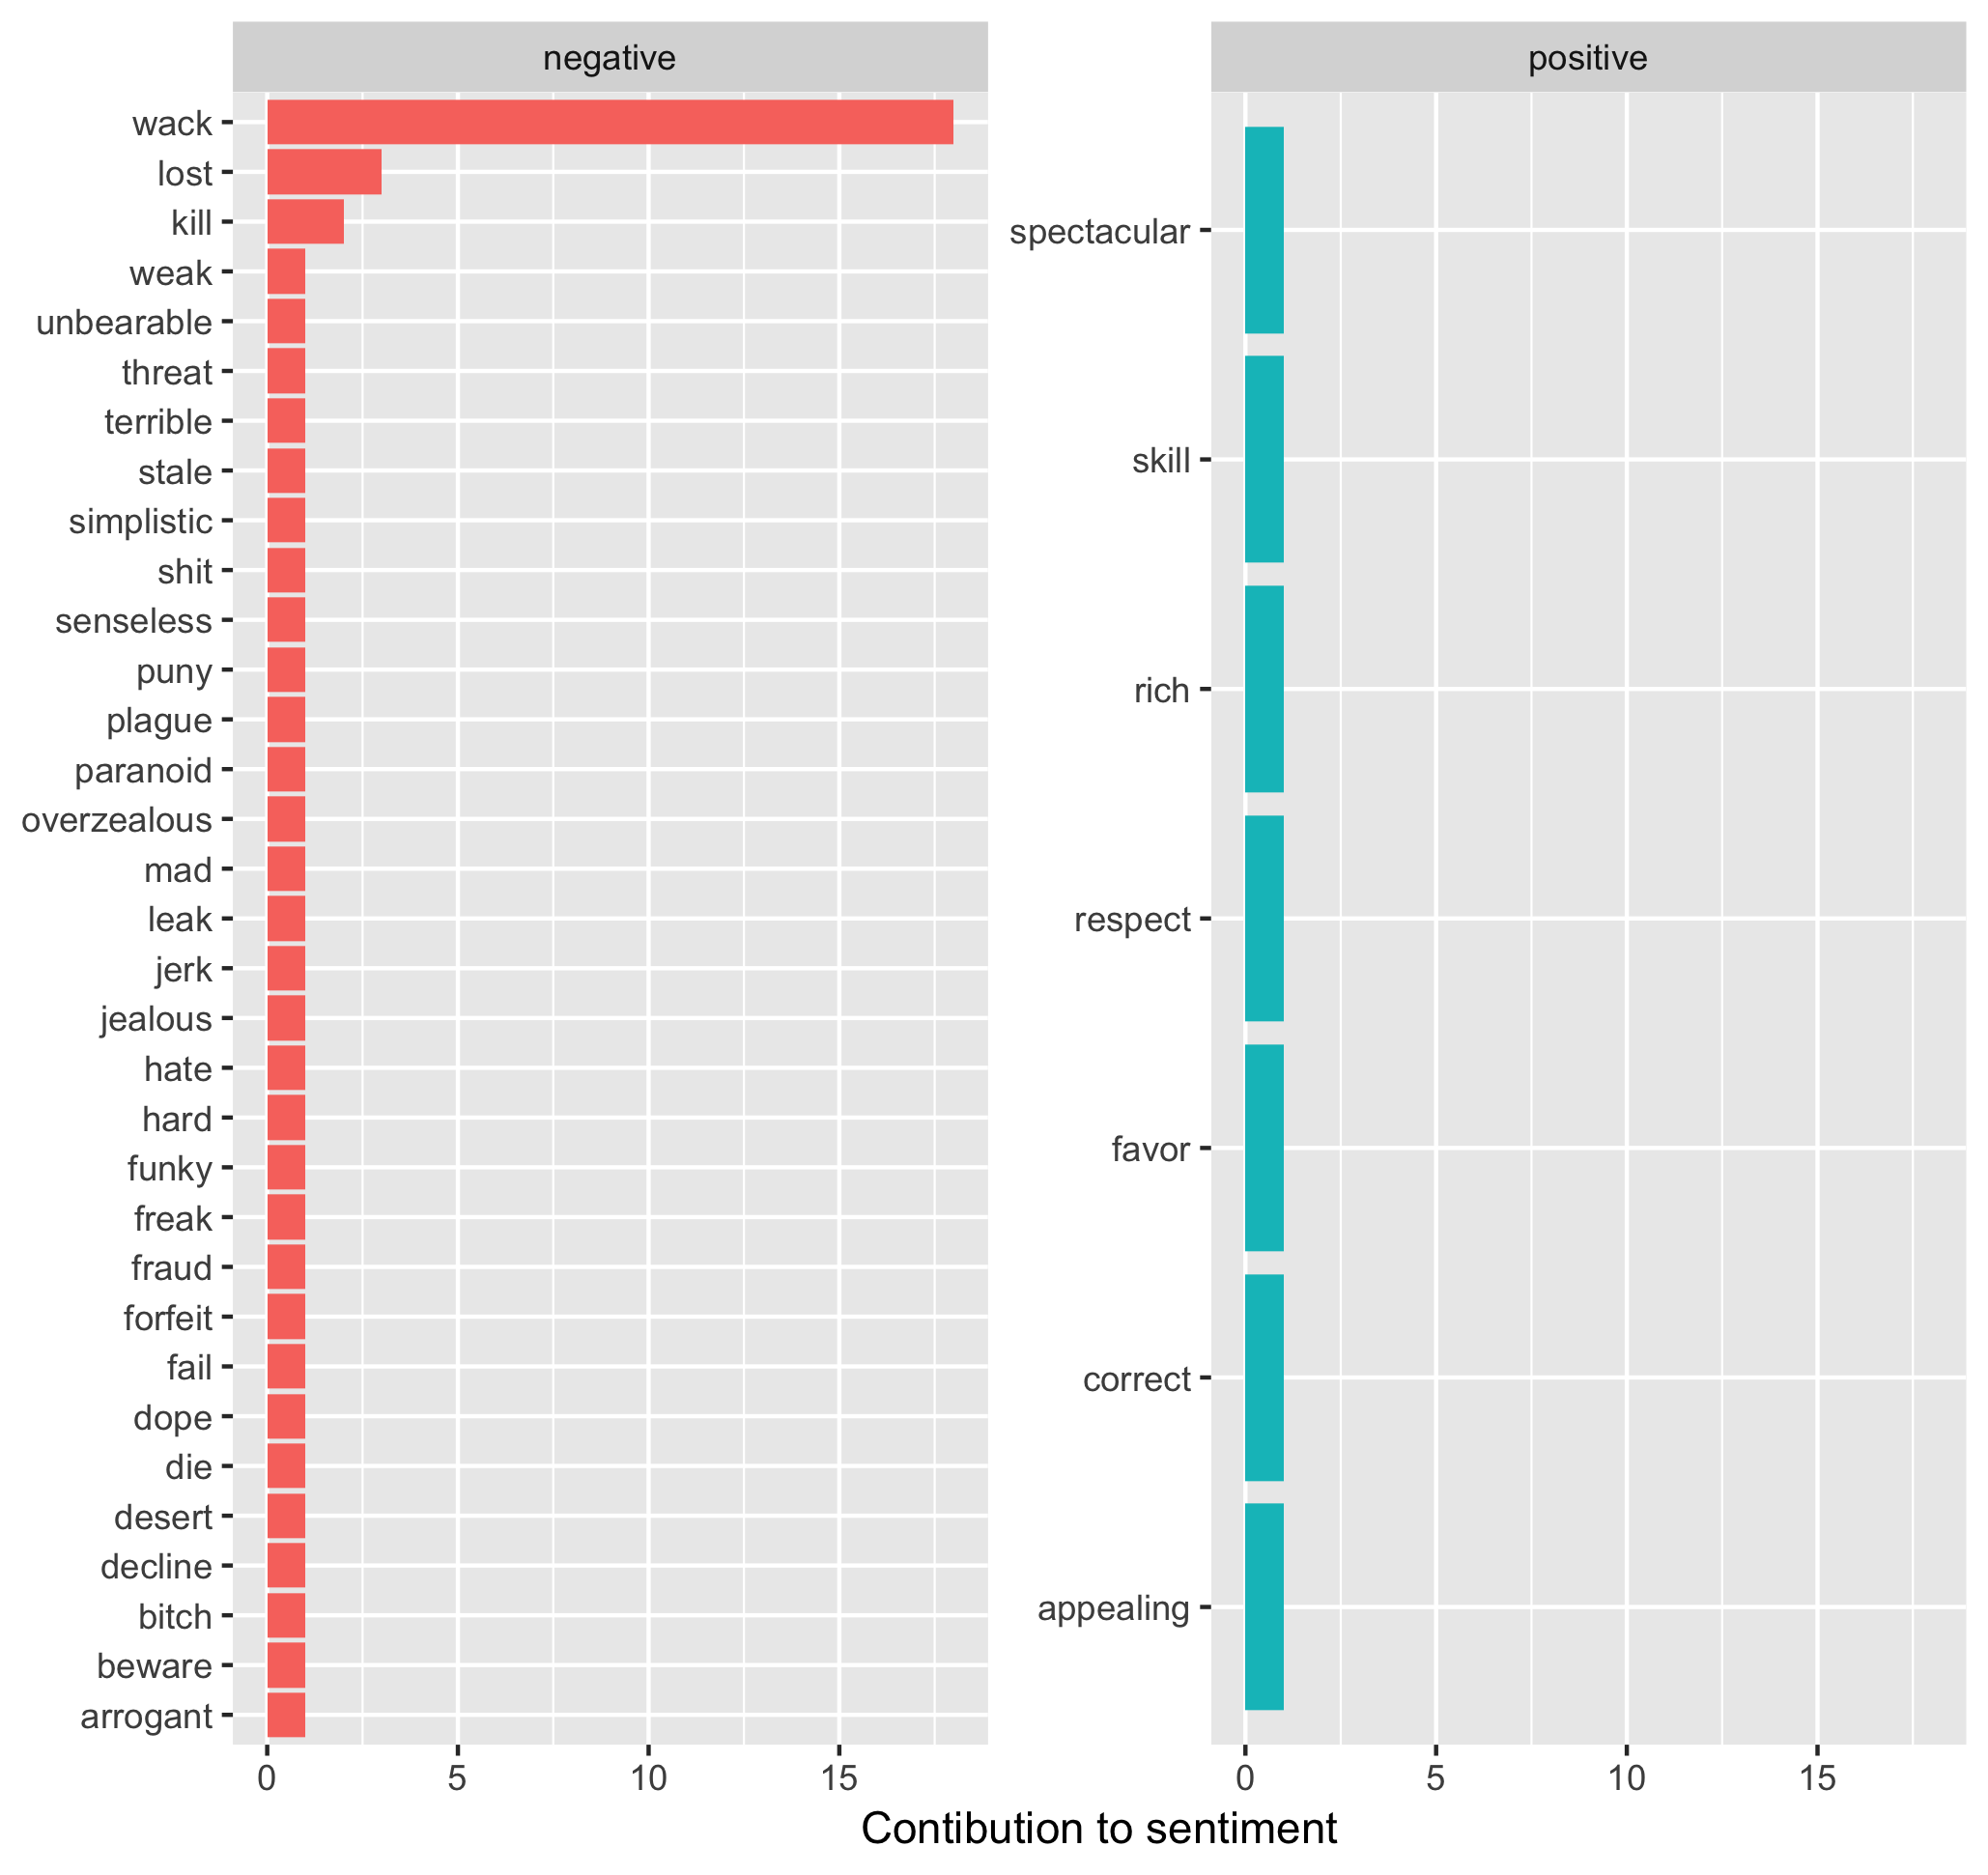 negative
wack
lost
kill
weak
unbearable
threat
terrible
stale
simplistic
shit
senseless
puny
plague
paranoid
overzealous
mad
leak
jerk
jealous
hate
hard
funky
freak
fraud
forfeit
fail
dope
die
desert
decline
bitch
beware
arrogant
0 5 10 15
positive
spectacular
skill
rich
respect
favor
correct
appealing
0 5 10 15
Contibution to sentiment